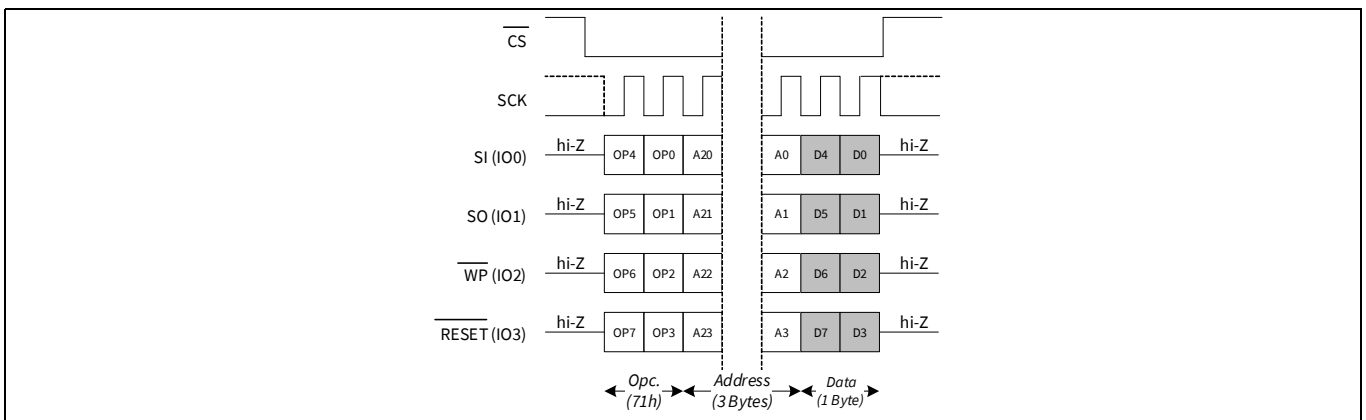 CS
SCK
SI (IO0) hi-Z OP4 OP0 A20 A0 D4 D0 hi-Z
SO (IO1) hi-Z OP5 OP1 A21 A1 D5 D1 hi-Z
WP (IO2) hi-Z OP6 OP2 A22 A2 D6 D2 hi-Z
RESET (IO3) hi-Z OP7 OP3 A23 A3 D7 D3 hi-Z
Opc. Address Data
(71h) (3 Bytes) (1 Byte)